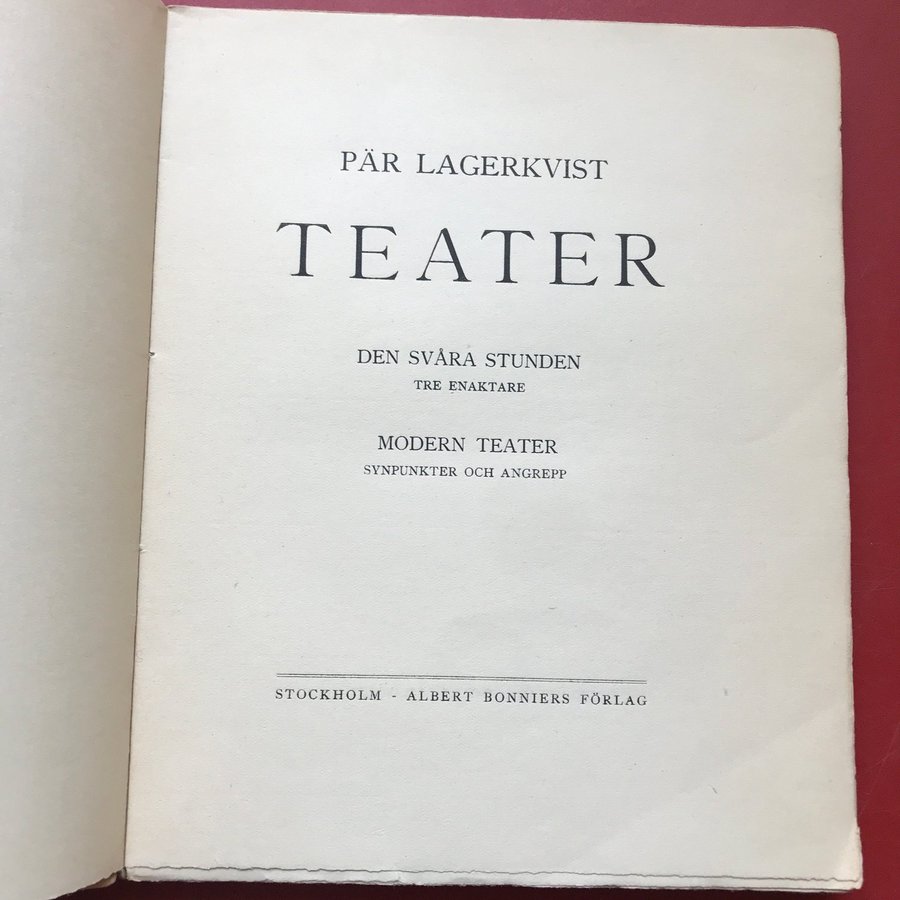 PÄR LAGERKVIST
TEATER
DEN SVÅRA STUNDEN
TRE ENAKTARE
MODERN TEATER
SYNPUNKTER OCH ANGREPP
STOCKHOLM - ALBERT BONNIERS FÖRLAG